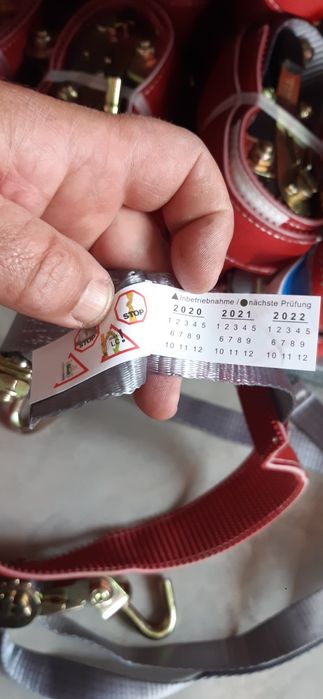 ▲Inbetriebnahme / ●nächste Prüfung
2020 2021 2022
1 2 3 4 5 1 2 3 4 5 1 2 3 4 5
6 7 8 9 6 7 8 9 6 7 8 9
10 11 12 10 11 12 10 11 12
STOP
STOP
LC!